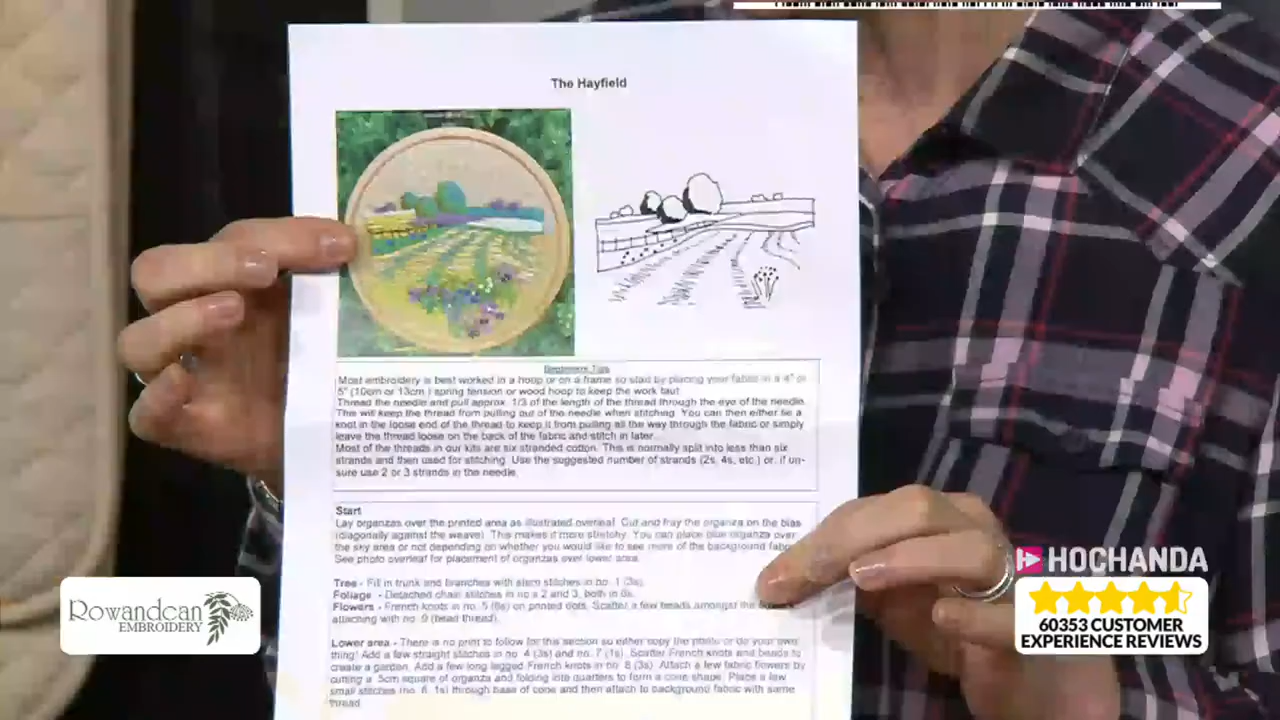 The Hayfield
Beginners Tips
Most embroidery is best worked in a hoop or on a frame so start by placing your fabric in a 4" or
5" (10cm or 13cm ) spring tension or wood hoop to keep the work taut.
Thread the needle and pull approx. 1/3 of the length of the thread through the eye of the needle.
This will keep the thread from pulling out of the needle when stitching. You can then either tie a
knot in the loose end of the thread to keep it from pulling all the way through the fabric or simply
leave the thread loose on the back of the fabric and stitch in later.
Most of the threads in our kits are six stranded cotton. This is normally split into less than six
strands and then used for stitching. Use the suggested number of strands (2s, 4s, etc.) or, if un-
sure use 2 or 3 strands in the needle.
Start
Lay organzas over the printed area as illustrated overleaf. Cut and fray the organza on the bias
(diagonally against the weave). This makes it more stretchy. You can place blue organza over
the sky area or not depending on whether you would like to see more of the background fabric.
See photo overleaf for placement of organzas over lower area.
Tree - Fill in trunk and branches with stem stitches in no. 1 (3s).
Foliage - Detached chain stitches in no.s 2 and 3, both in 6s.
Flowers - French knots in no. 5 (6s) on printed dots. Scatter a few beads amongst the
attaching with no. 9 (bead thread).
Lower area - There is no print to follow for this section so either copy the photo or do your own
thing! Add a few straight stitches in no. 4 (3s) and no. 7 (1s). Scatter French knots and beads to
create a garden. Add a few long legged French knots in no. 8 (3s). Attach a few fabric flowers by
cutting a .5cm square of organza and folding into quarters to form a cone shape. Place a few
small stitches (no. 6, 1s) through base of cone and then attach to background fabric with same
thread.
Rowandean
EMBROIDERY
HOCHANDA
60353 CUSTOMER
EXPERIENCE REVIEWS